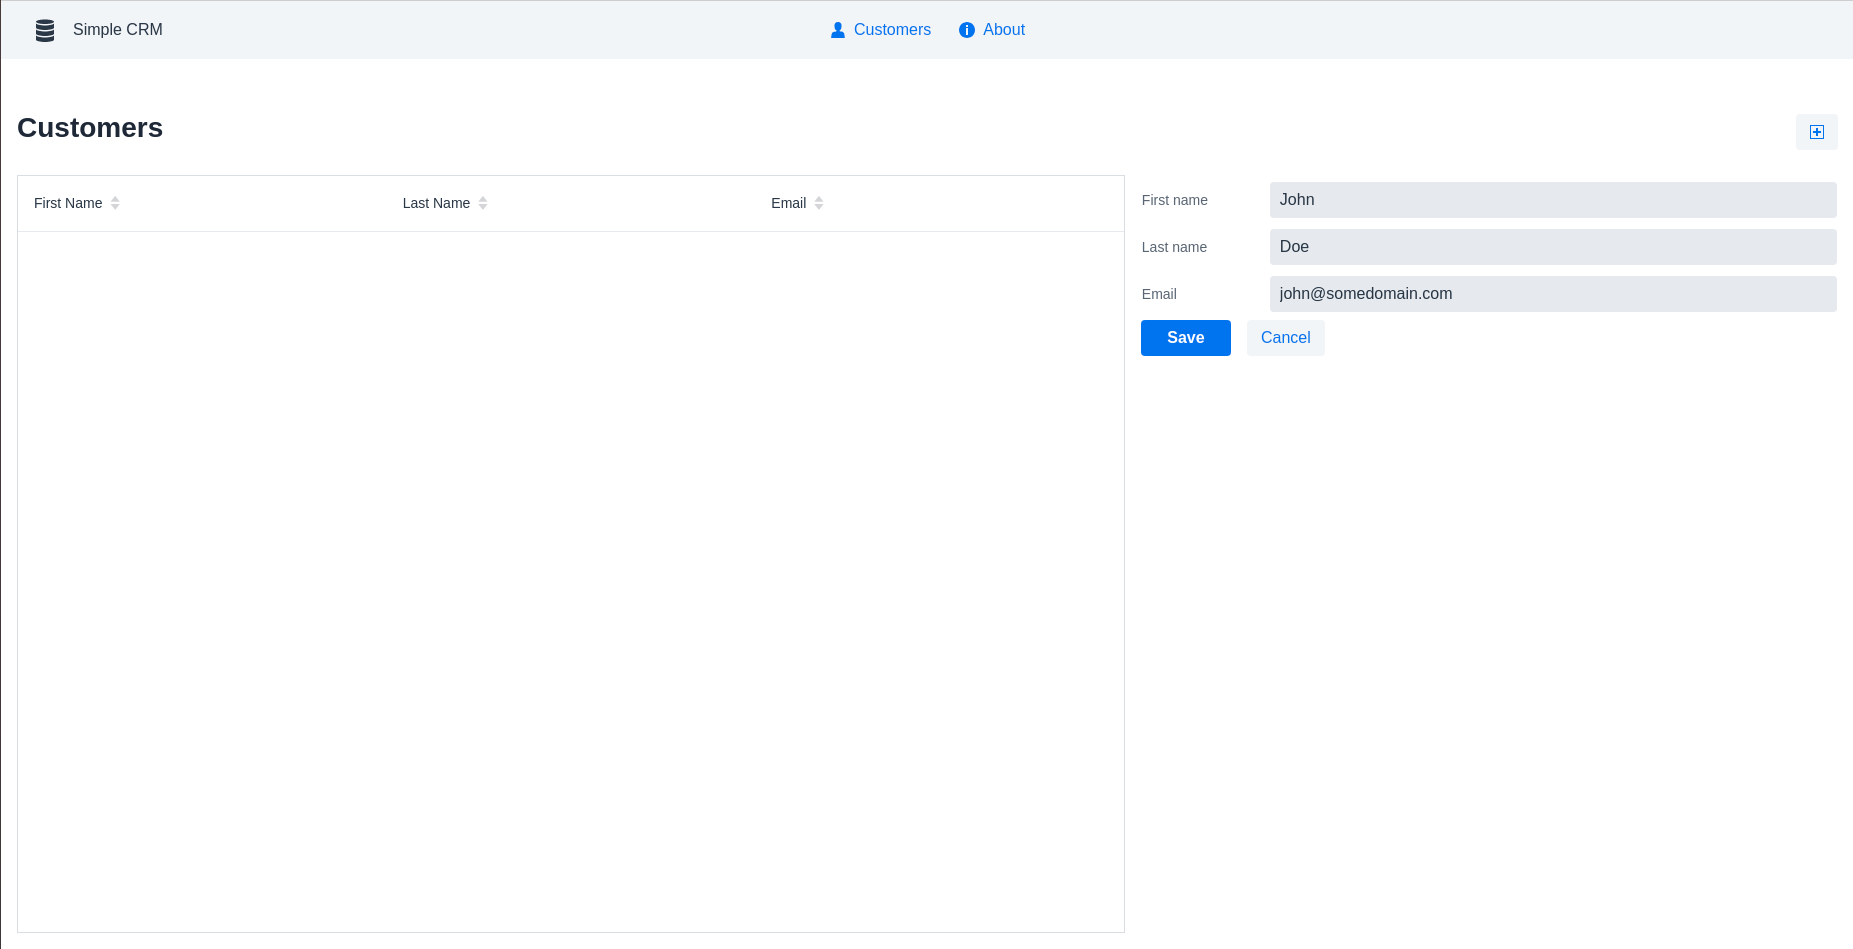 Simple CRM
Customers
About
Customers
First Name
Last Name
Email
First name
John
Last name
Doe
Email
john@somedomain.com
Save
Cancel